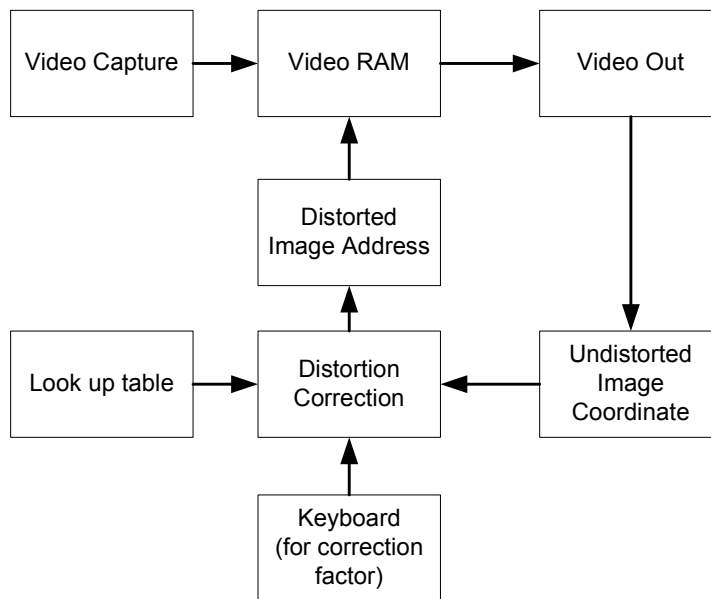 Video Capture
Video RAM
Video Out
Distorted
Image Address
Look up table
Distortion
Correction
Undistorted
Image
Coordinate
Keyboard
(for correction
factor)